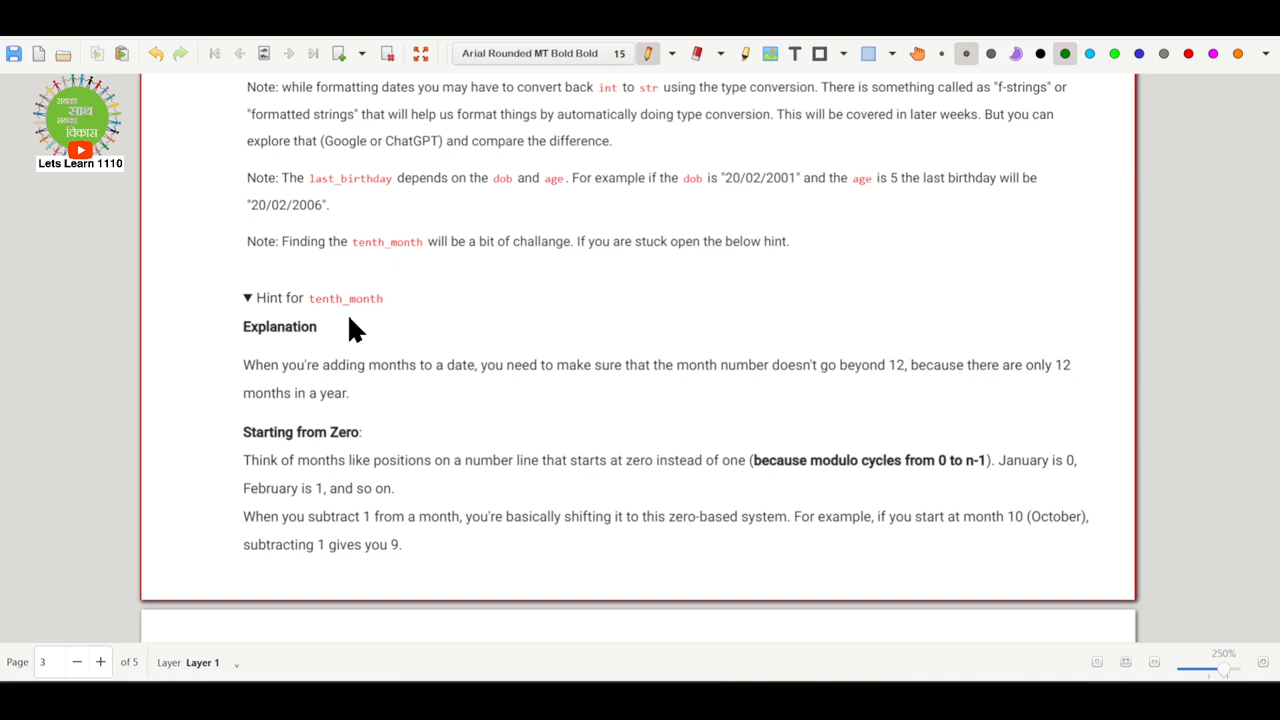 Arial Rounded MT Bold Bold 15
सबका
साथ
सबका
विकास
Lets Learn 1110
Note: while formatting dates you may have to convert back int to str using the type conversion. There is something called as "f-strings" or
"formatted strings" that will help us format things by automatically doing type conversion. This will be covered in later weeks. But you can
explore that (Google or ChatGPT) and compare the difference.
Note: The last_birthday depends on the dob and age. For example if the dob is "20/02/2001" and the age is 5 the last birthday will be
"20/02/2006".
Note: Finding the tenth_month will be a bit of challange. If you are stuck open the below hint.
▼ Hint for tenth_month
Explanation
When you're adding months to a date, you need to make sure that the month number doesn't go beyond 12, because there are only 12
months in a year.
Starting from Zero:
Think of months like positions on a number line that starts at zero instead of one (because modulo cycles from 0 to n-1). January is 0,
February is 1, and so on.
When you subtract 1 from a month, you're basically shifting it to this zero-based system. For example, if you start at month 10 (October),
subtracting 1 gives you 9.
Page 3 of 5 Layer Layer 1
250%